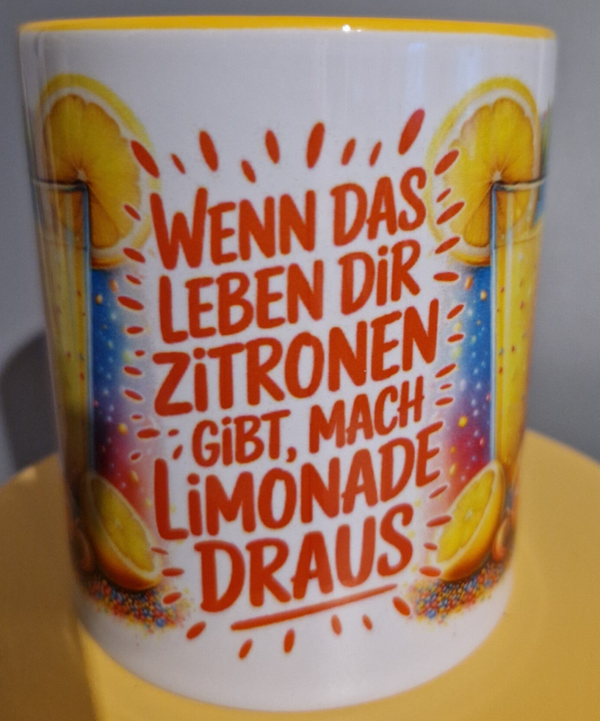 WENN DAS
LEBEN DiR
ZiTRONEN
GiBT, MACH
LiMONADE
DRAUS